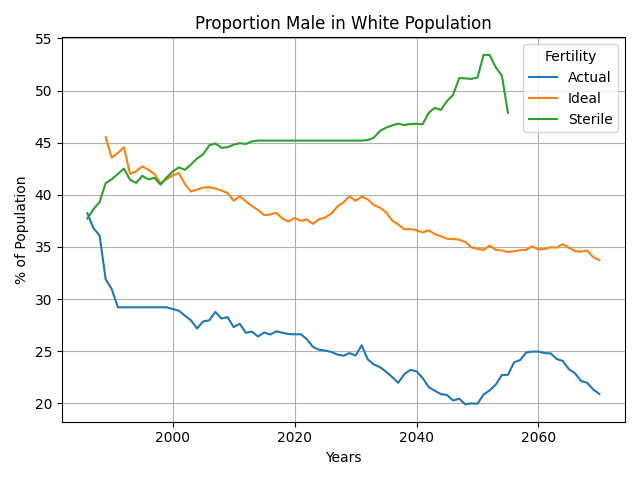 Proportion Male in White Population
% of Population
55
50
45
40
35
30
25
20
Fertility
Actual
Ideal
Sterile
2000
2020
2040
2060
Years